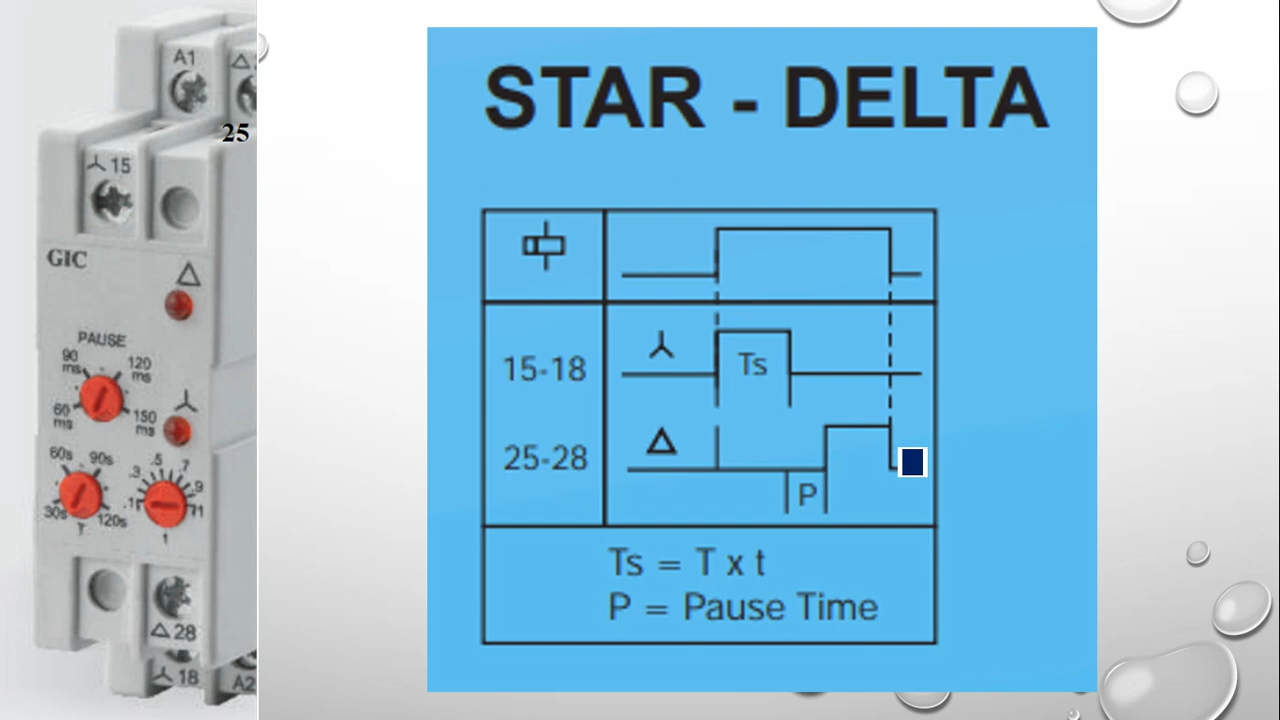 A1
25
15
GIC
PAUSE
90
ms
120
ms
60
ms
150
ms
60s
90s
30s
120s
T
.1
.3
.5
.7
.9
1
28
18
A2
STAR - DELTA
15-18
Ts
25-28
P
Ts = T x t
P = Pause Time